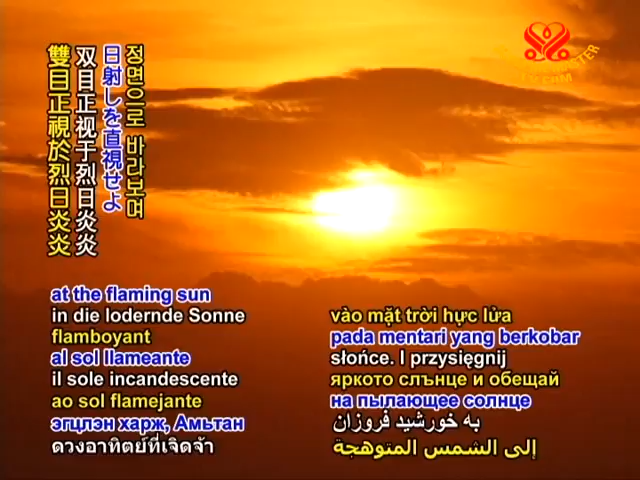 雙目正視於烈日炎炎
双目正视于烈日炎炎
日射しを直視せよ
정면으로 바라보며
at the flaming sun
in die lodernde Sonne
flamboyant
al sol llameante
il sole incandescente
ao sol flamejante
эгцлэн харж, Амьтан
ดวงอาทิตย์ที่เจิดจ้า
vào mặt trời hực lửa
pada mentari yang berkobar
słońce. I przysięgnij
яркото слънце и обещай
на пылающее солнце
به خورشید فروزان
إلى الشمس المتوهجة